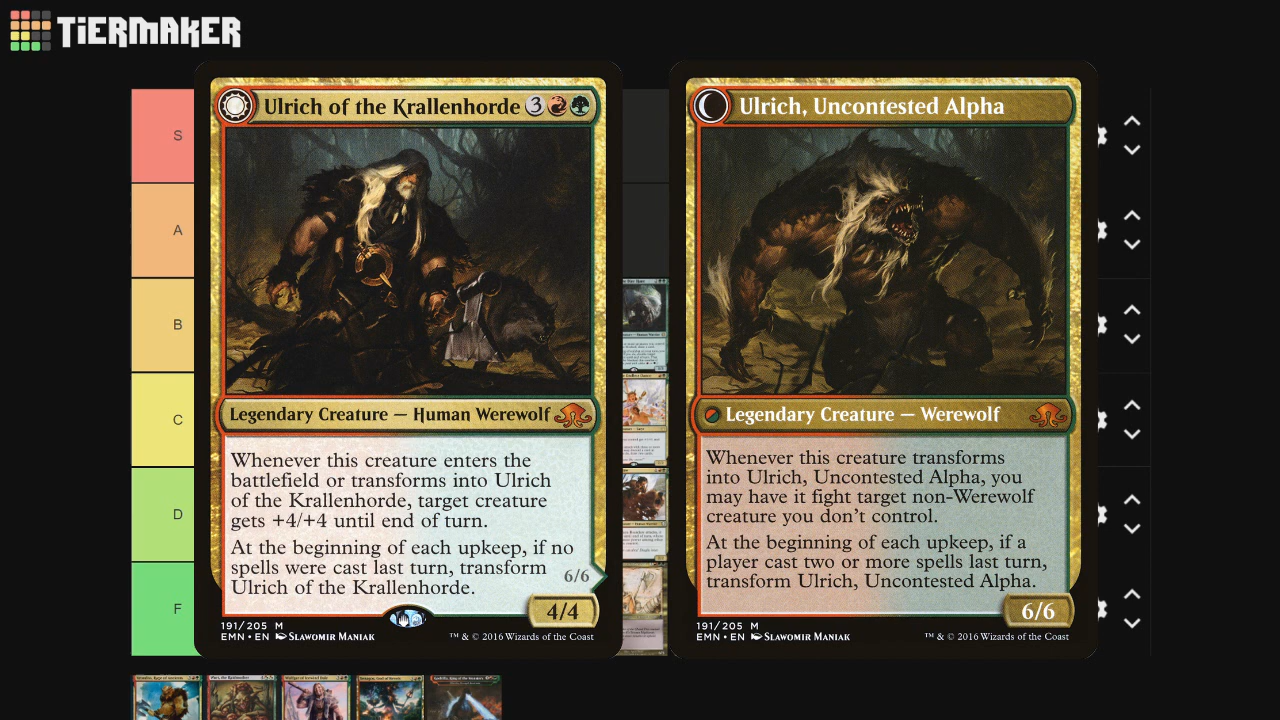 TiERMAKER
S
A
B
C
D
F
Ulrich of the Krallenhorde 3
Legendary Creature — Human Werewolf
Whenever this creature enters the
battlefield or transforms into Ulrich
of the Krallenhorde, target creature
gets +4/+4 until end of turn.
At the beginning of each upkeep, if no
spells were cast last turn, transform
Ulrich of the Krallenhorde.
6/6
4/4
191/205 M
EMN • EN Slawomir Maniak
™ & © 2016 Wizards of the Coast
Ulrich, Uncontested Alpha
Legendary Creature — Werewolf
Whenever this creature transforms
into Ulrich, Uncontested Alpha, you
may have it fight target non-Werewolf
creature you don't control.
At the beginning of each upkeep, if a
player cast two or more spells last turn,
transform Ulrich, Uncontested Alpha.
6/6
191/205 M
EMN • EN Slawomir Maniak
™ & © 2016 Wizards of the Coast